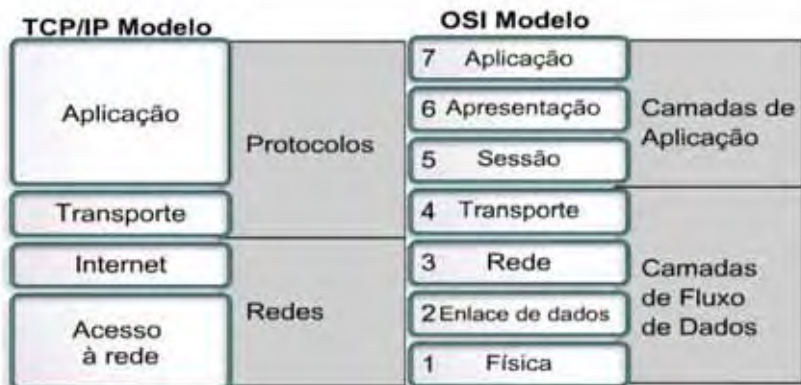 TCP/IP Modelo
Aplicação
Transporte
Internet
Acesso
à rede
Protocolos
Redes
OSI Modelo
7 Aplicação
6 Apresentação
5 Sessão
4 Transporte
3 Rede
2 Enlace de dados
1 Física
Camadas de
Aplicação
Camadas
de Fluxo
de Dados